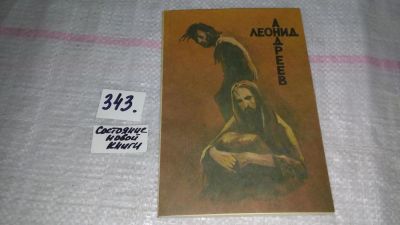 ЛЕОНИД
АНДРЕЕВ
343.
Состояние
новой
книги